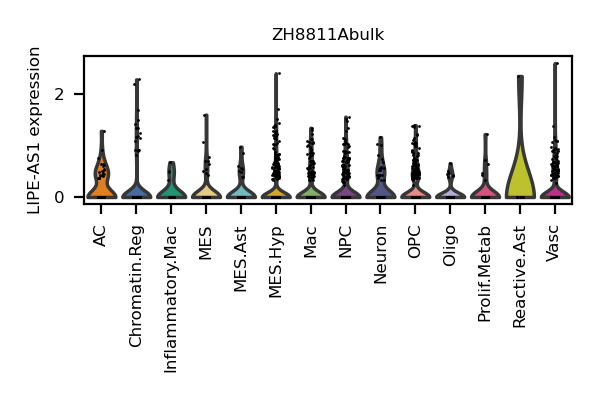 ZH8811Abulk
LIPE-AS1 expression
2
0
AC
Chromatin.Reg
Inflammatory.Mac
MES
MES.Ast
MES.Hyp
Mac
NPC
Neuron
OPC
Oligo
Prolif.Metab
Reactive.Ast
Vasc